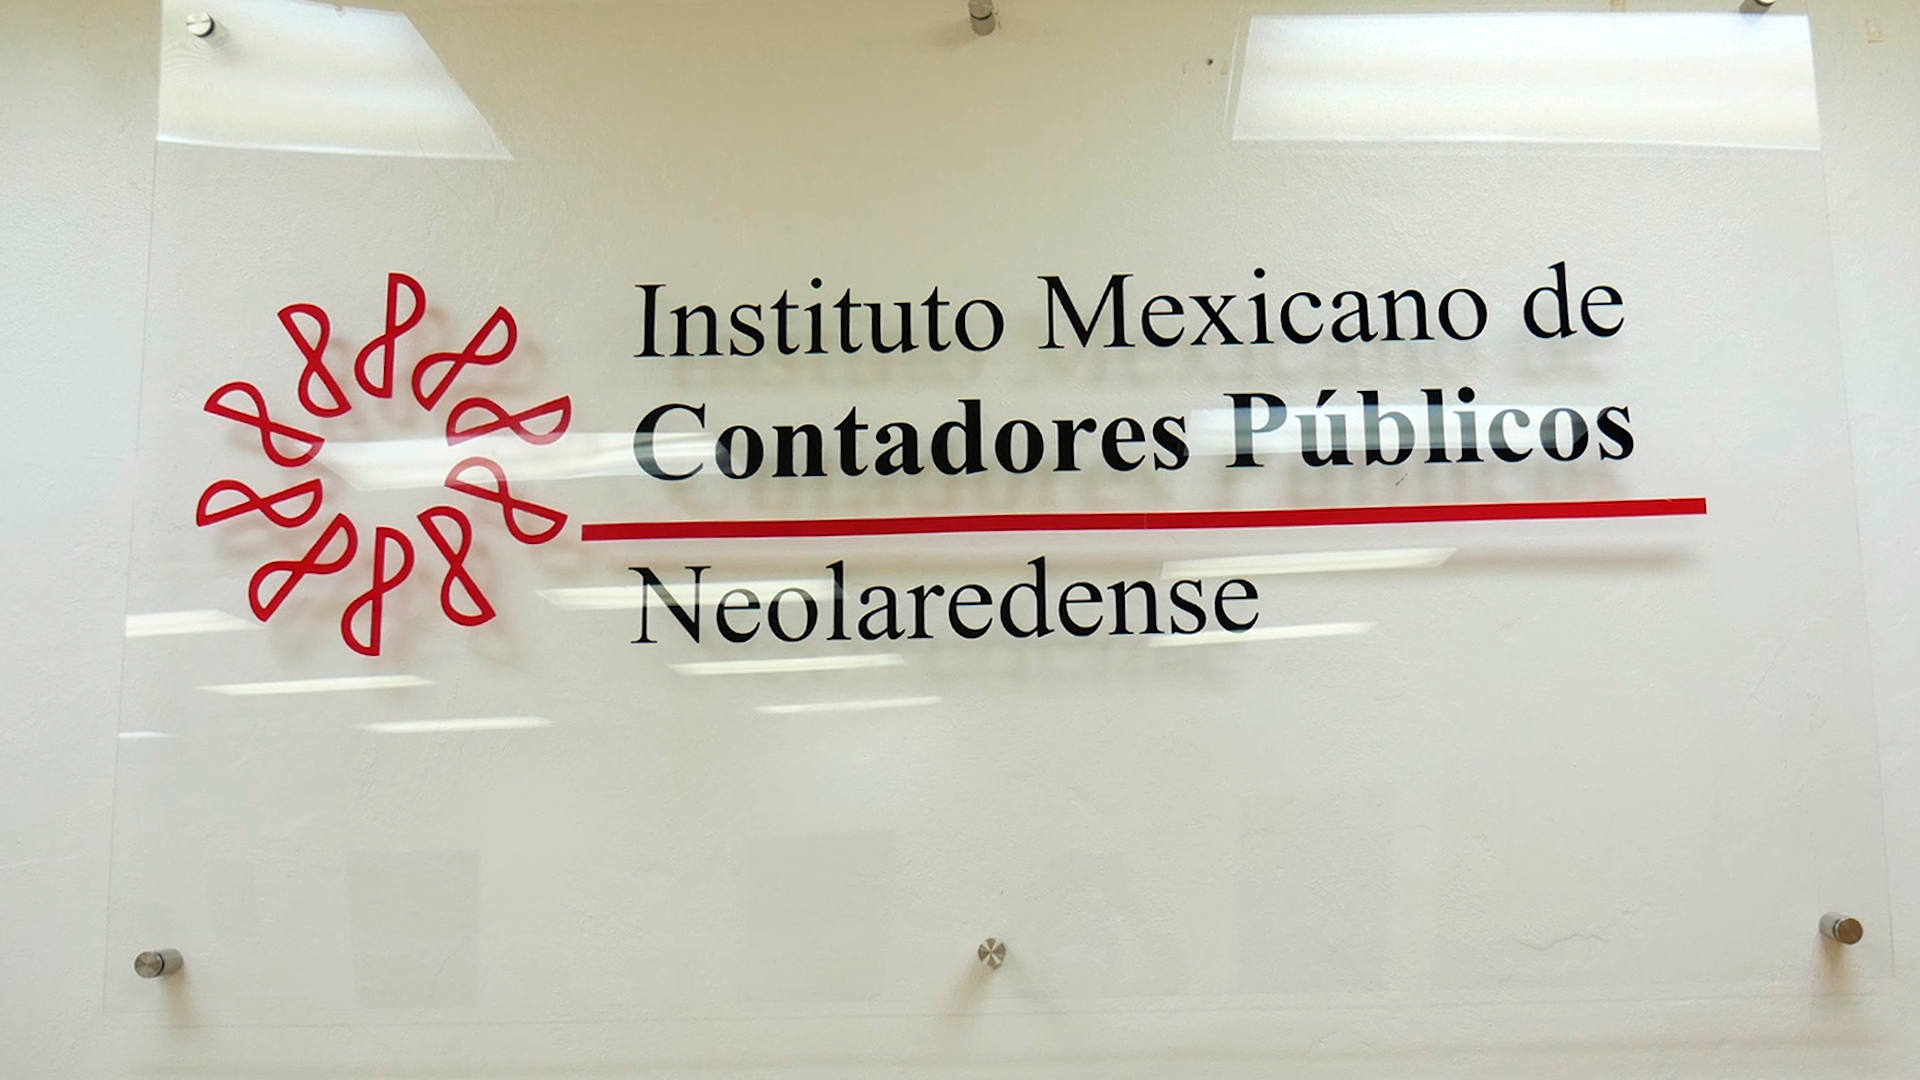 Instituto Mexicano de
Contadores Públicos
Neolaredense